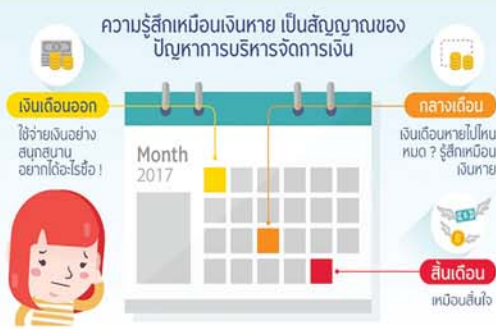 ความรู้สึกเหมือนเงินหาย เป็นสัญญาณของ
ปัญหาการบริหารจัดการเงิน
เงินเดือนออก
ใช้จ่ายเงินอย่าง
สนุกสนาน
อยากได้อะไรซื้อ !
Month
2017
กลางเดือน
เงินเดือนหายไปไหน
หมด ? รู้สึกเหมือน
เงินหาย
สิ้นเดือน
เหมือนสิ้นใจ